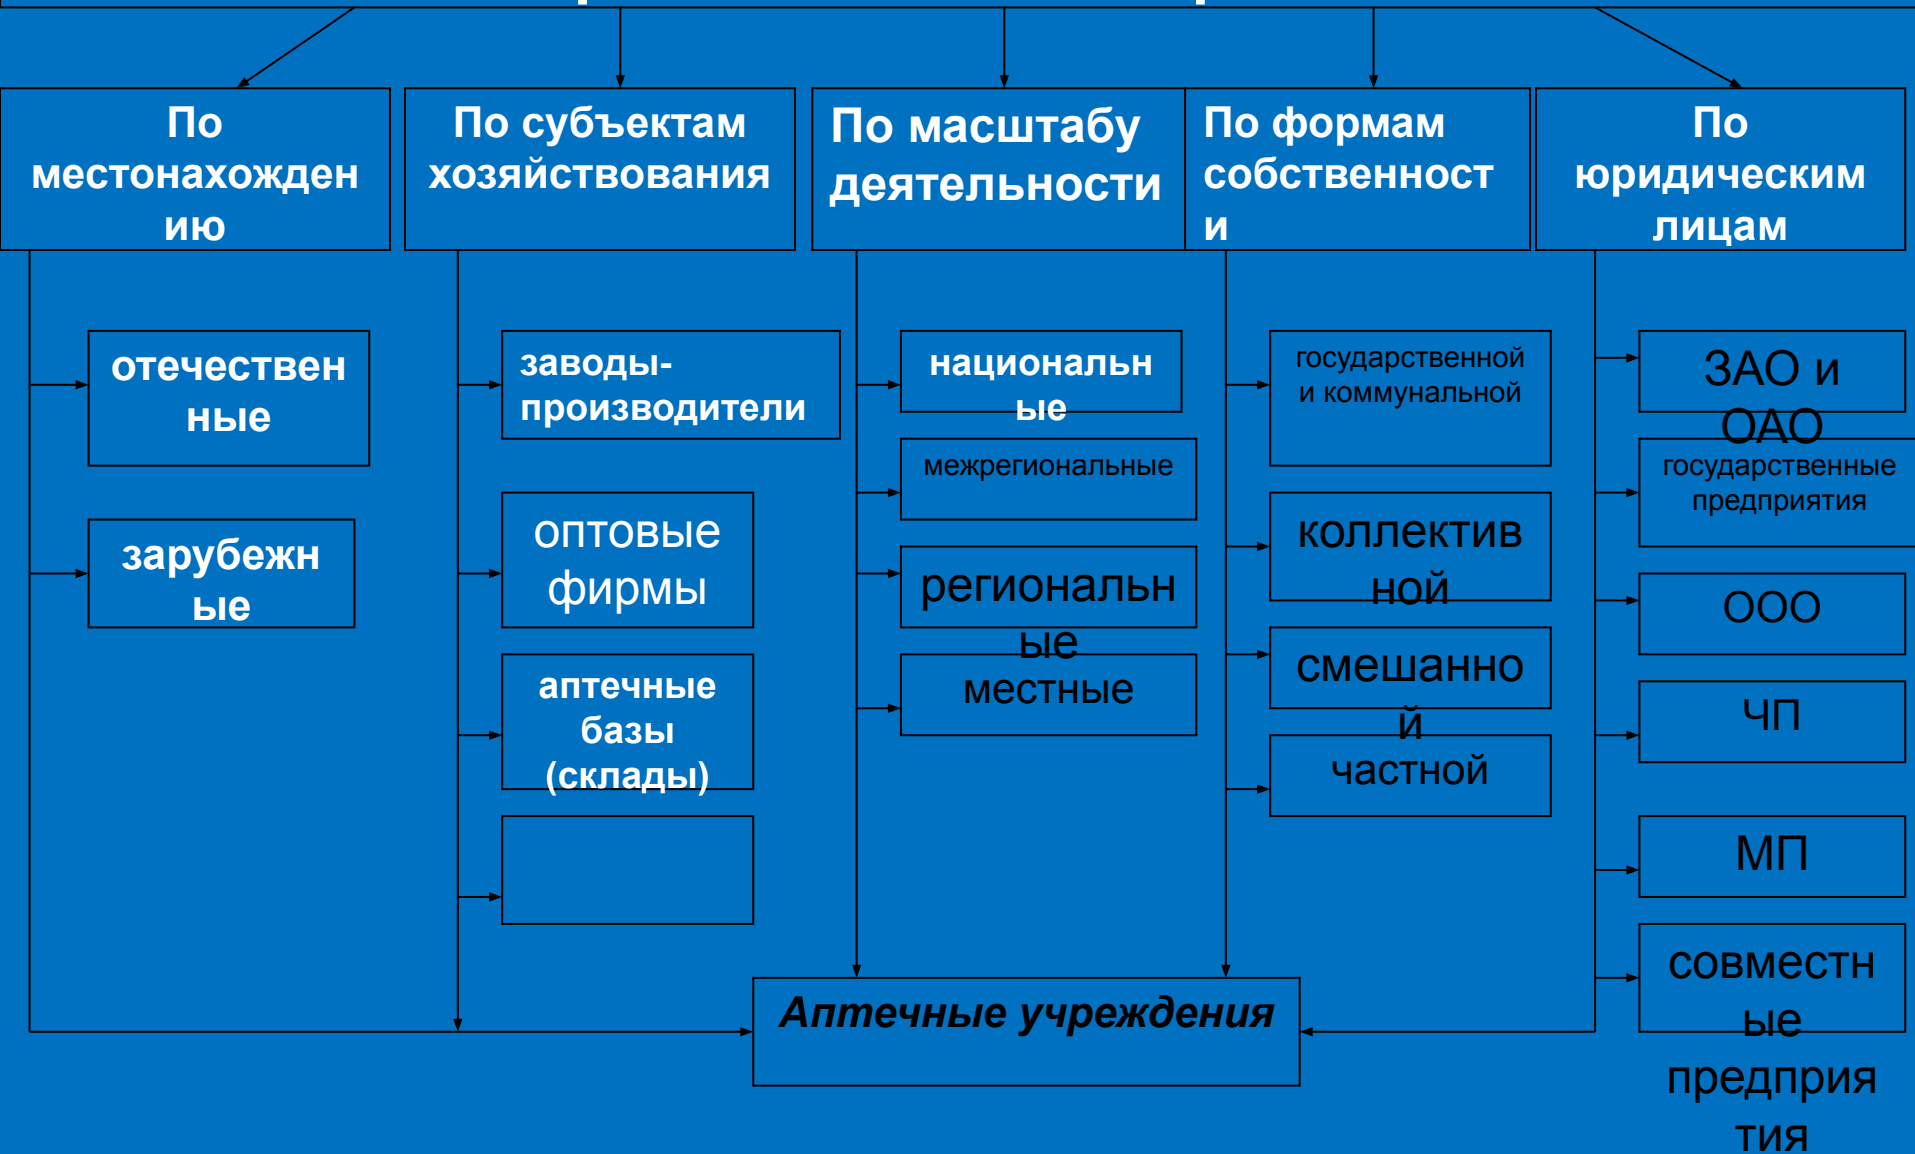 По
местонахожден
ию
По субъектам
хозяйствования
По масштабу
деятельности
По формам
собственност
и
По
юридическим
лицам
отечествен
ные
зарубежн
ые
заводы-
производители
оптовые
фирмы
аптечные
базы
(склады)
национальн
ые
межрегиональные
региональн
ые
местные
государственной
и коммунальной
коллектив
ной
смешанно
й
частной
ЗАО и
ОАО
государственные
предприятия
ООО
ЧП
МП
совместн
ые
предприя
тия
Аптечные учреждения